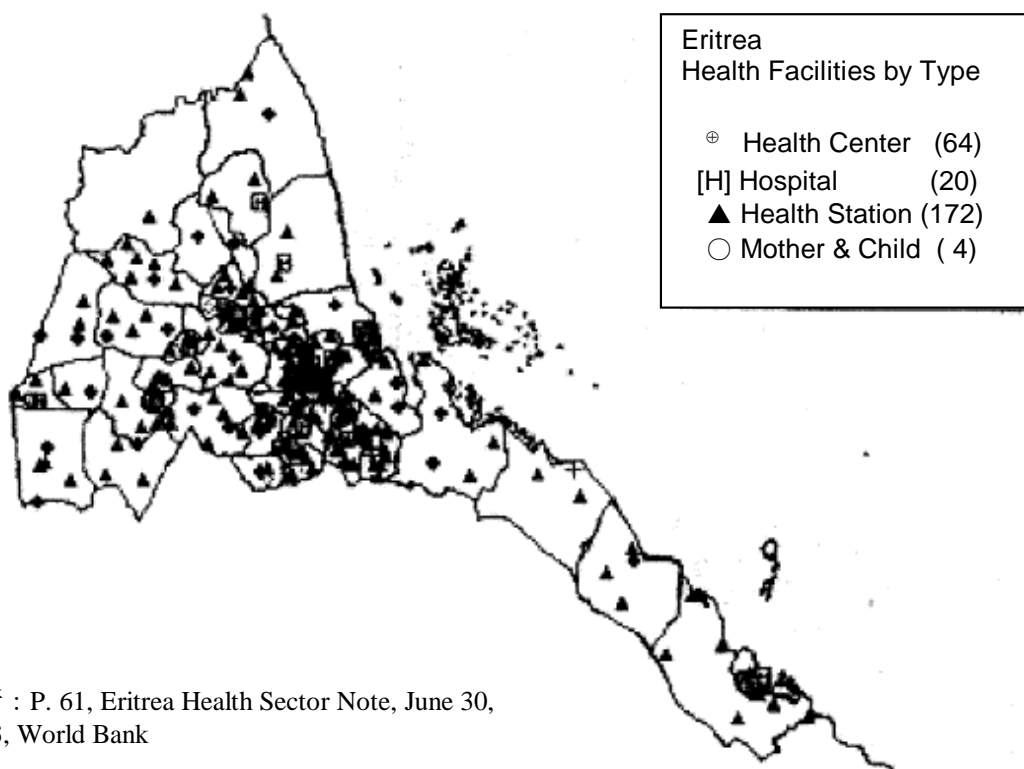 Eritrea
Health Facilities by Type
⊕ Health Center (64)
[H] Hospital (20)
▲ Health Station (172)
○ Mother & Child ( 4)
: P. 61, Eritrea Health Sector Note, June 30,
, World Bank